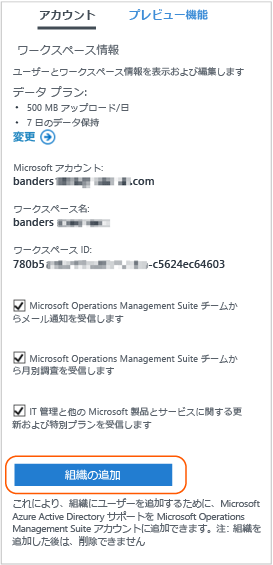 アカウント プレビュー機能
ワークスペース情報
ユーザーとワークスペース情報を表示および編集します
データ プラン:
• 500 MB アップロード/日
• 7 日のデータ保持
変更
Microsoft アカウント:
banders .com
ワークスペース名:
banders
ワークスペース ID:
780b5 -c5624ec64603
Microsoft Operations Management Suite チームか
らメール通知を受信します
Microsoft Operations Management Suite チームか
ら月別調査を受信します
IT 管理と他の Microsoft 製品とサービスに関する更
新および特別プランを受信します
組織の追加
これにより、組織にユーザーを追加するために、Microsoft
Azure Active Directory サポートを Microsoft Operations
Management Suite アカウントに追加できます。注: 組織を
追加した後は、削除できません